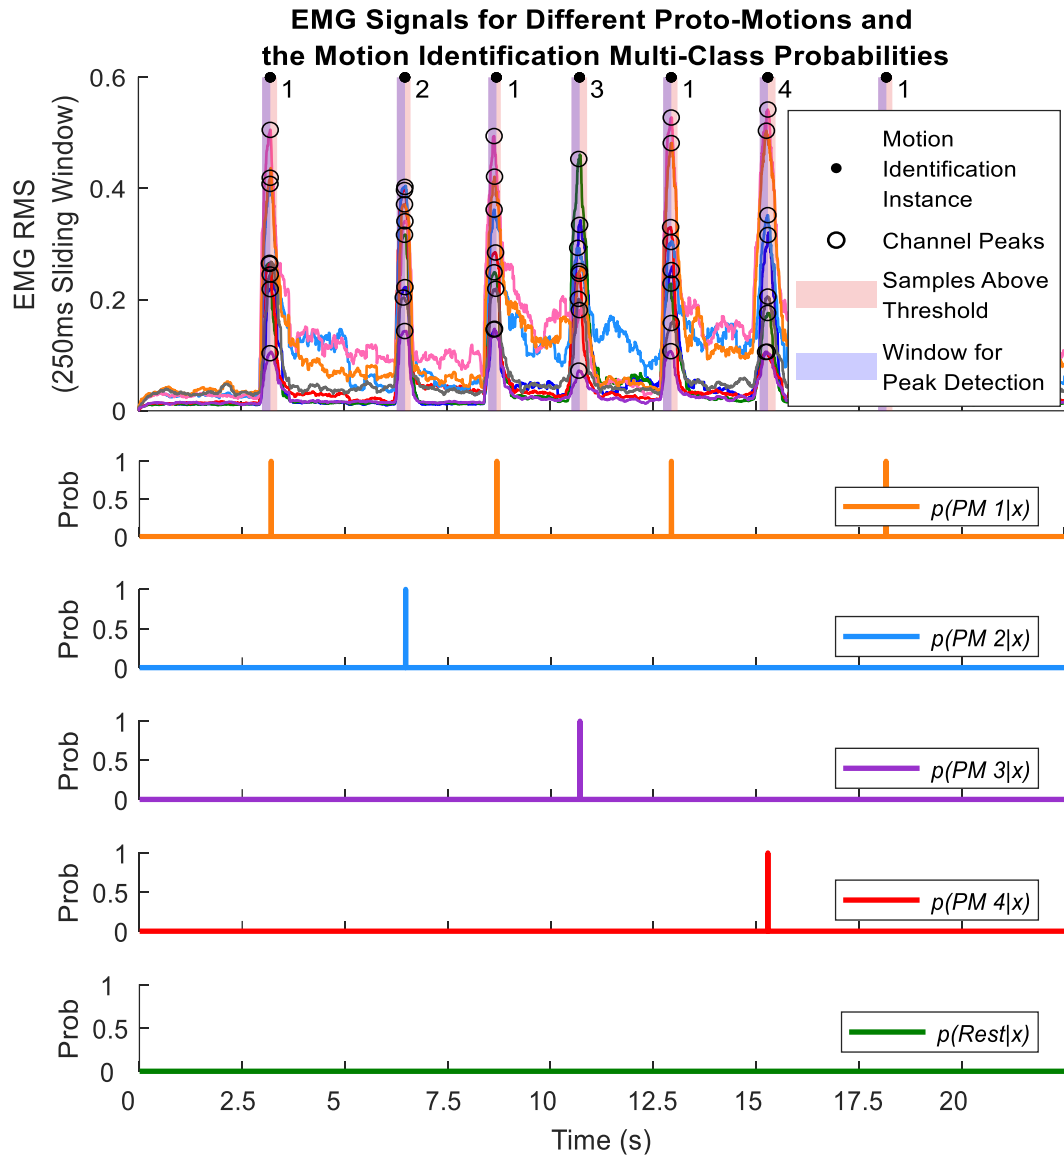 EMG Signals for Different Proto-Motions and
the Motion Identification Multi-Class Probabilities
EMG RMS
(250ms Sliding Window)
0.6
0.4
0.2
0
1
2
1
3
1
4
1
Motion
Identification
Instance
Channel Peaks
Samples Above
Threshold
Window for
Peak Detection
Prob
1
0.5
0
p(PM 1|x)
Prob
1
0.5
0
p(PM 2|x)
Prob
1
0.5
0
p(PM 3|x)
Prob
1
0.5
0
p(PM 4|x)
Prob
1
0.5
0
p(Rest|x)
0 2.5 5 7.5 10 12.5 15 17.5 20
Time (s)